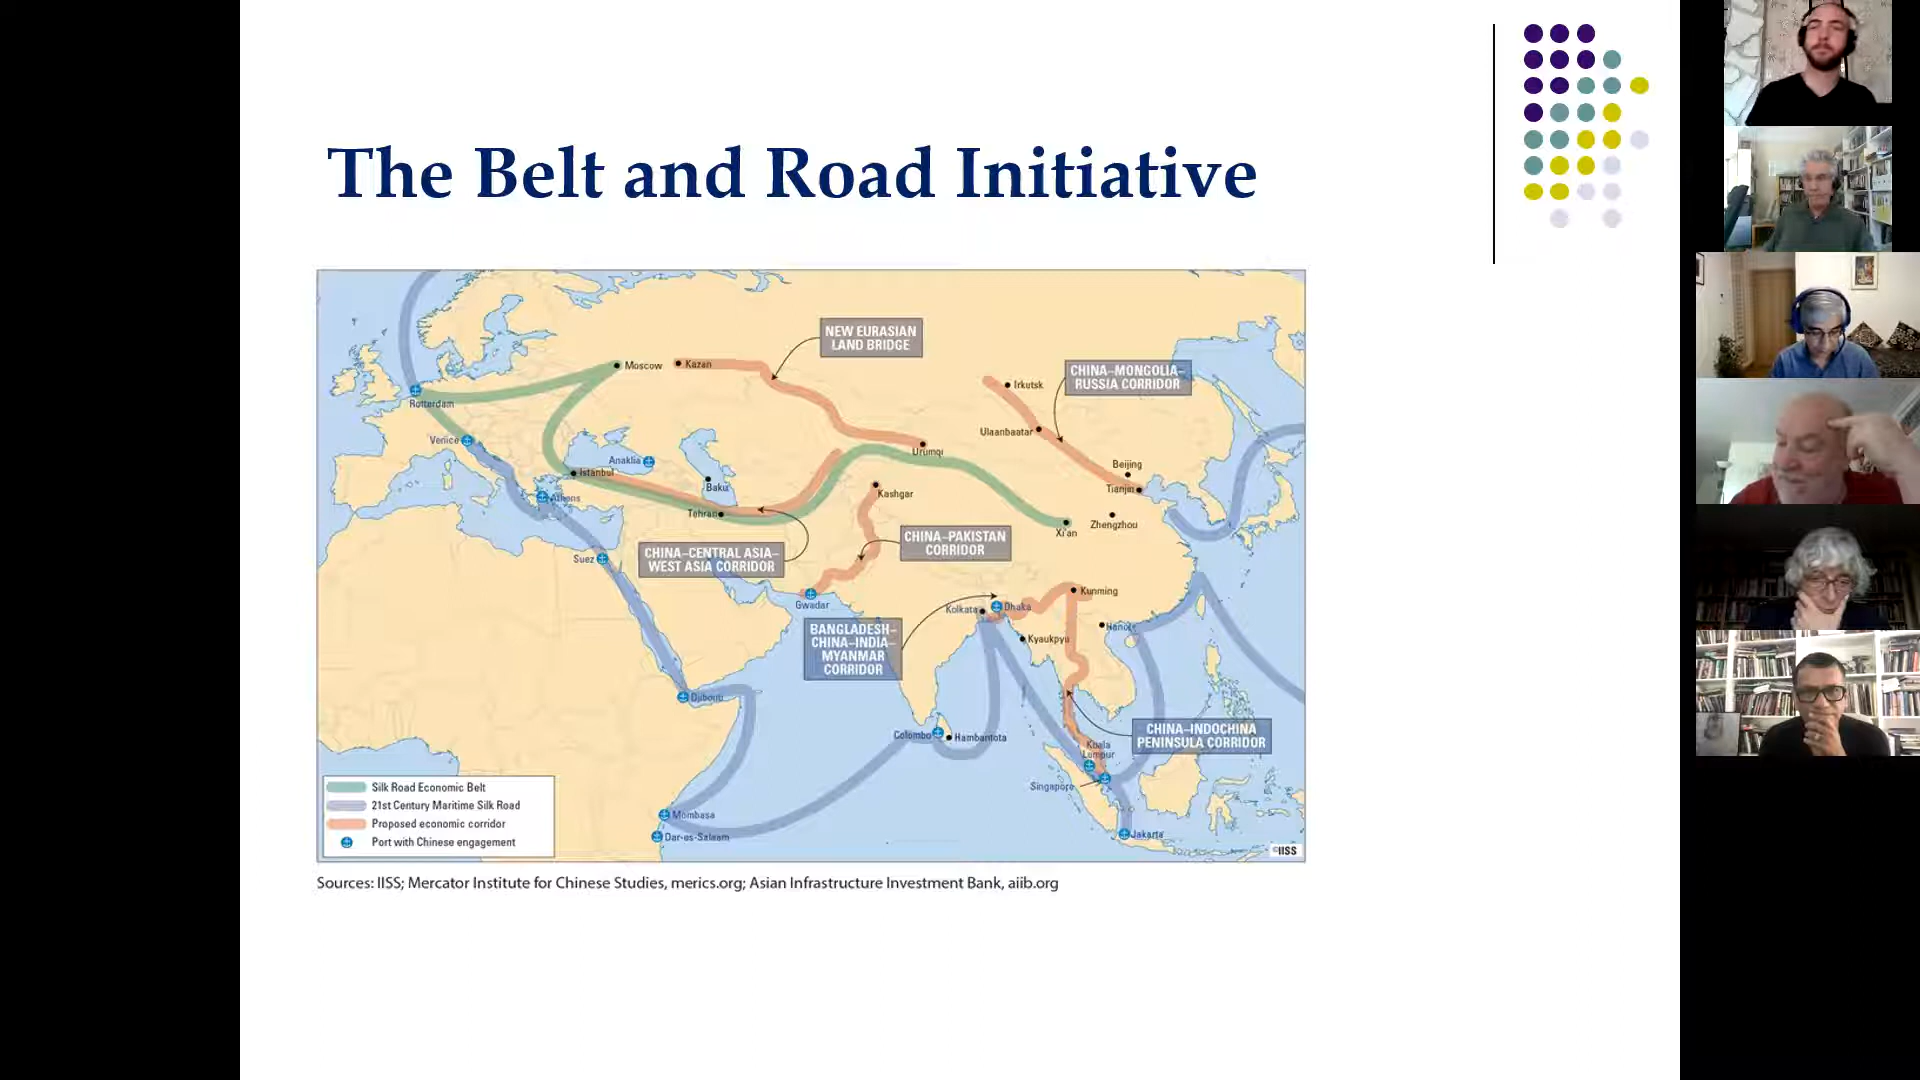 The Belt and Road Initiative
NEW EURASIAN
LAND BRIDGE
Moscow
Kazan
CHINA–MONGOLIA–
RUSSIA CORRIDOR
Irkutsk
Rotterdam
Ulaanbaatar
Venice
Urumqi
Anaklia
Istanbul
Beijing
Baku
Tianjin
Kashgar
Athens
Tehran
Zhengzhou
Xi'an
CHINA–PAKISTAN
CORRIDOR
CHINA–CENTRAL ASIA–
WEST ASIA CORRIDOR
Suez
Kunming
Gwadar
Kolkata
Dhaka
Hanoi
BANGLADESH–
CHINA–INDIA–
MYANMAR
CORRIDOR
Kyaukpyu
Djibouti
CHINA–INDOCHINA
PENINSULA CORRIDOR
Colombo
Hambantota
Kuala
Lumpur
Singapore
Silk Road Economic Belt
21st Century Maritime Silk Road
Proposed economic corridor
Port with Chinese engagement
Mombasa
Dar-es-Salaam
Jakarta
©IISS
Sources: IISS; Mercator Institute for Chinese Studies, merics.org; Asian Infrastructure Investment Bank, aiib.org